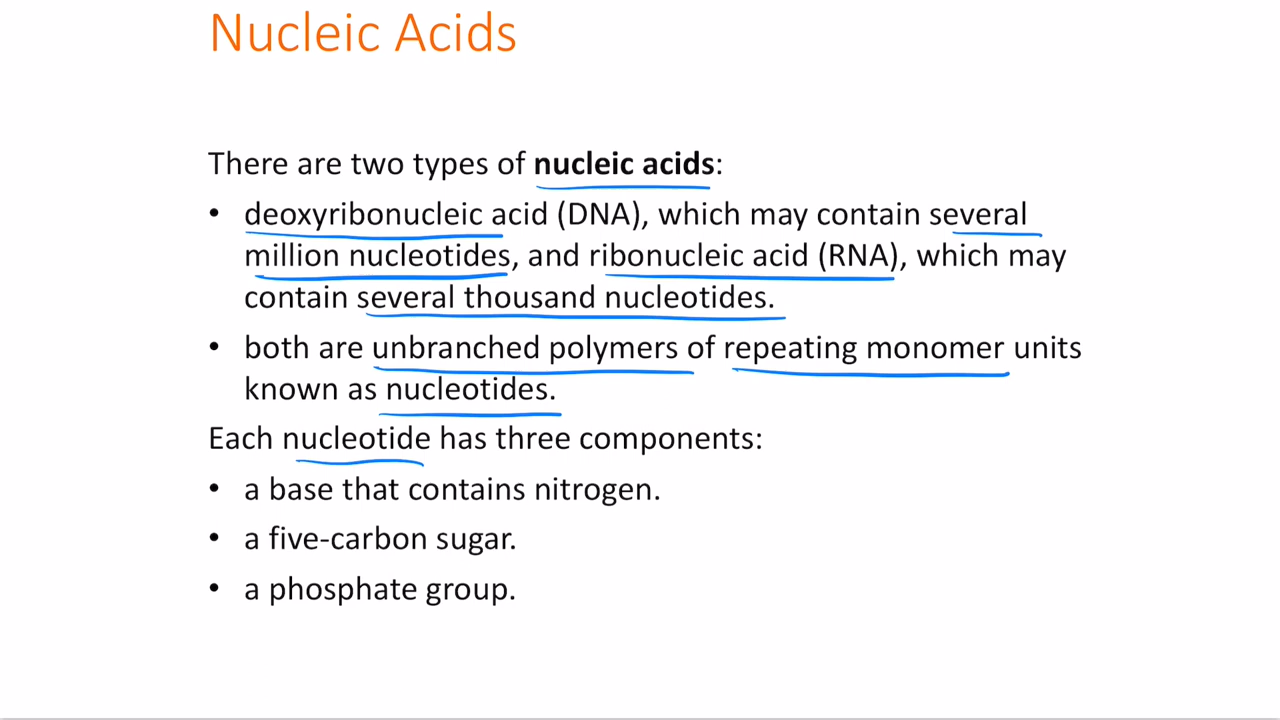 Nucleic Acids
There are two types of nucleic acids:
• deoxyribonucleic acid (DNA), which may contain several
million nucleotides, and ribonucleic acid (RNA), which may
contain several thousand nucleotides.
• both are unbranched polymers of repeating monomer units
known as nucleotides.
Each nucleotide has three components:
• a base that contains nitrogen.
• a five-carbon sugar.
• a phosphate group.